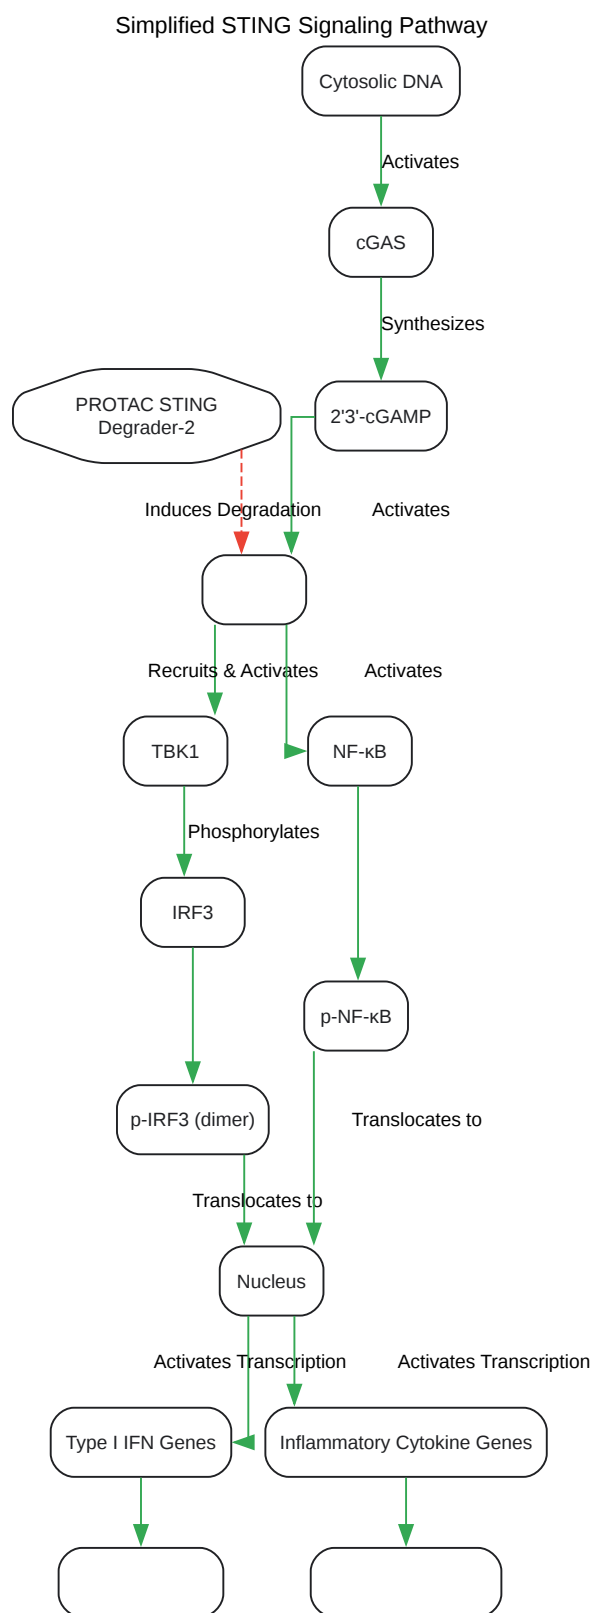 Simplified STING Signaling Pathway
Cytosolic DNA
Activates
cGAS
Synthesizes
PROTAC STING
Degrader-2
2'3'-cGAMP
Induces Degradation
Activates
Recruits & Activates
Activates
TBK1
NF-κB
Phosphorylates
IRF3
p-NF-κB
p-IRF3 (dimer)
Translocates to
Translocates to
Nucleus
Activates Transcription
Activates Transcription
Type I IFN Genes
Inflammatory Cytokine Genes